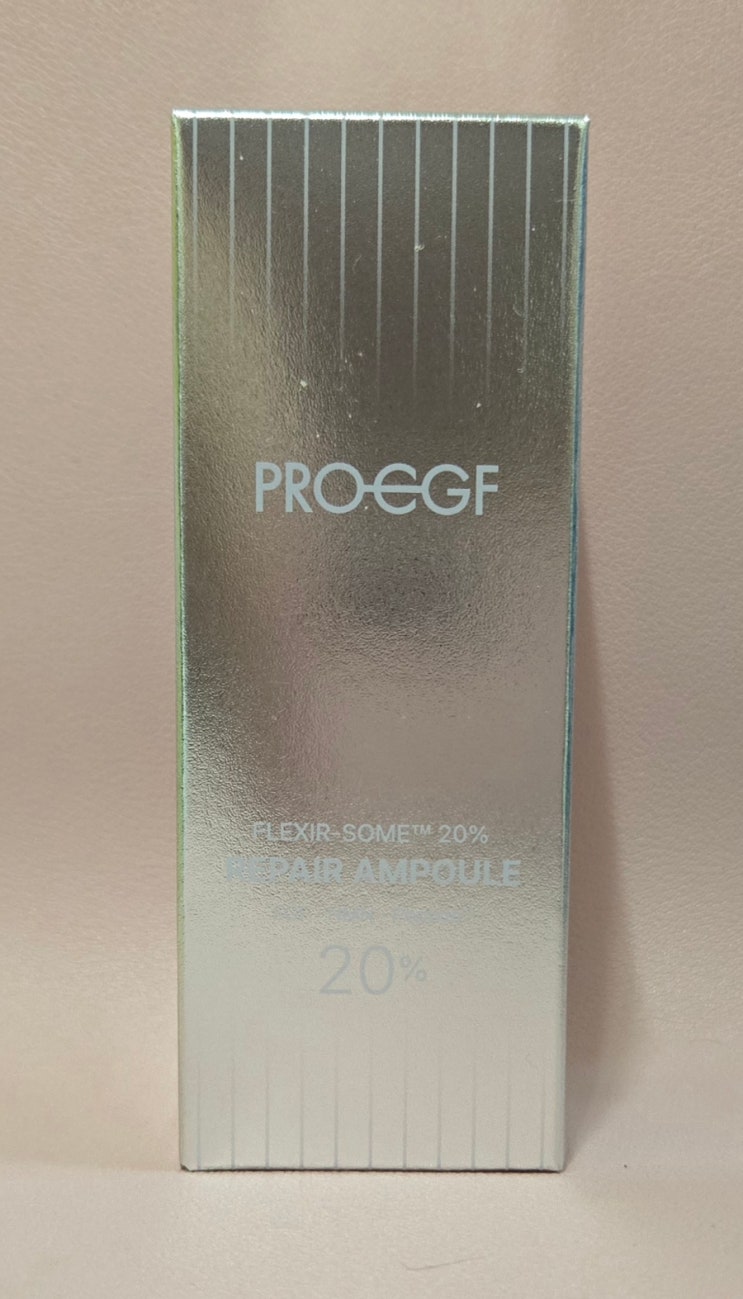 PROEGF
FLEXIR-SOME™ 20%
REPAIR AMPOULE
20%